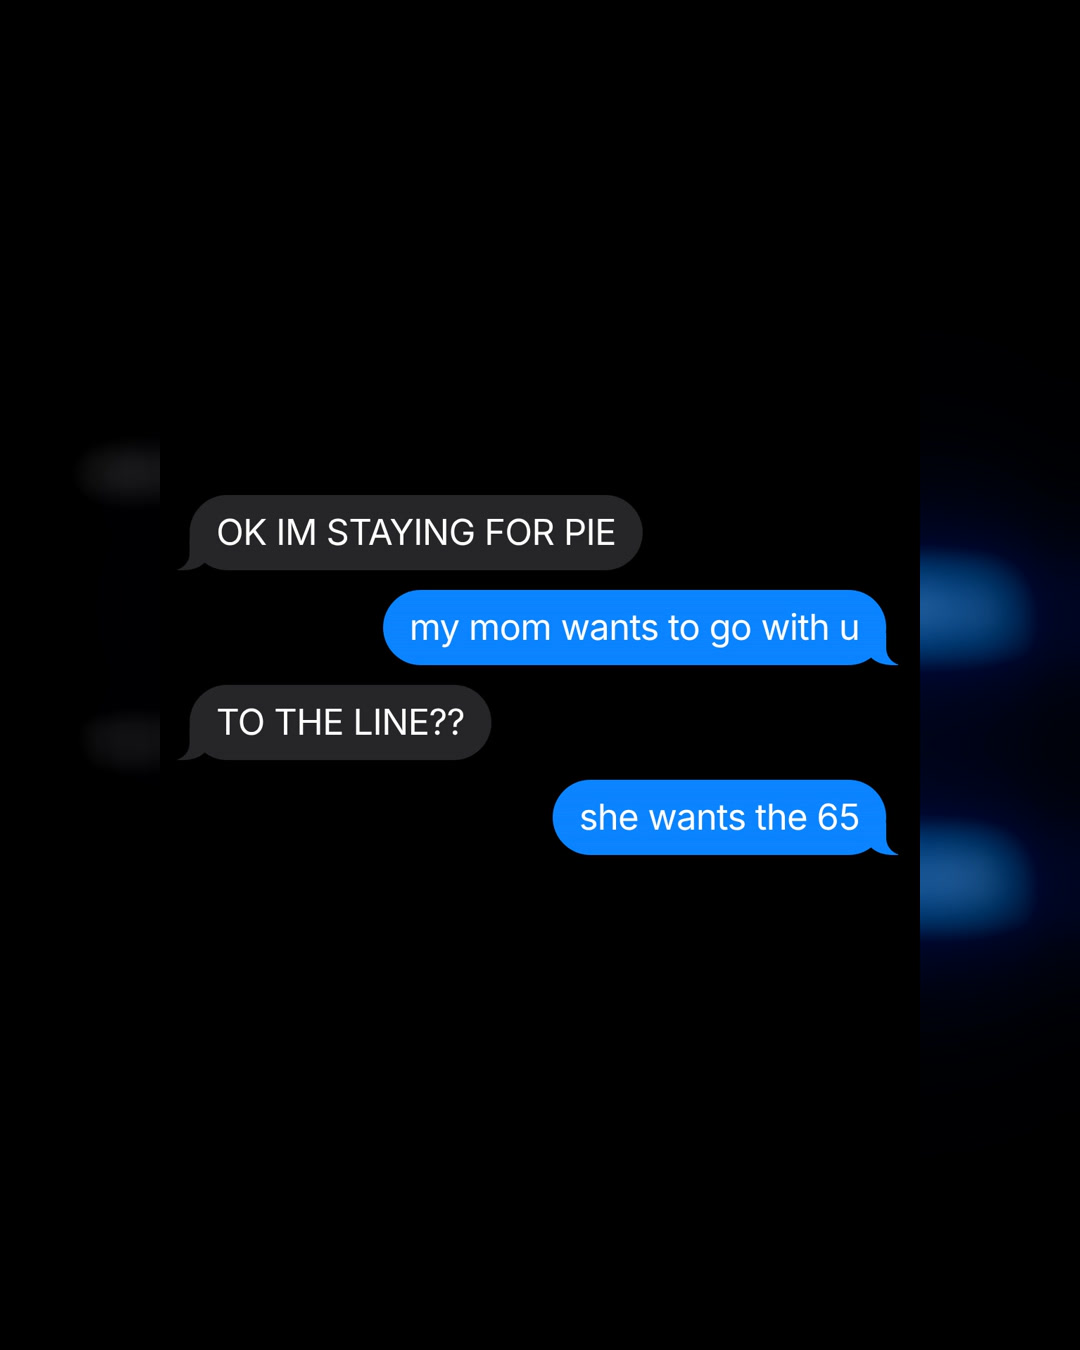 OK IM STAYING FOR PIE
my mom wants to go with u
TO THE LINE??
she wants the 65